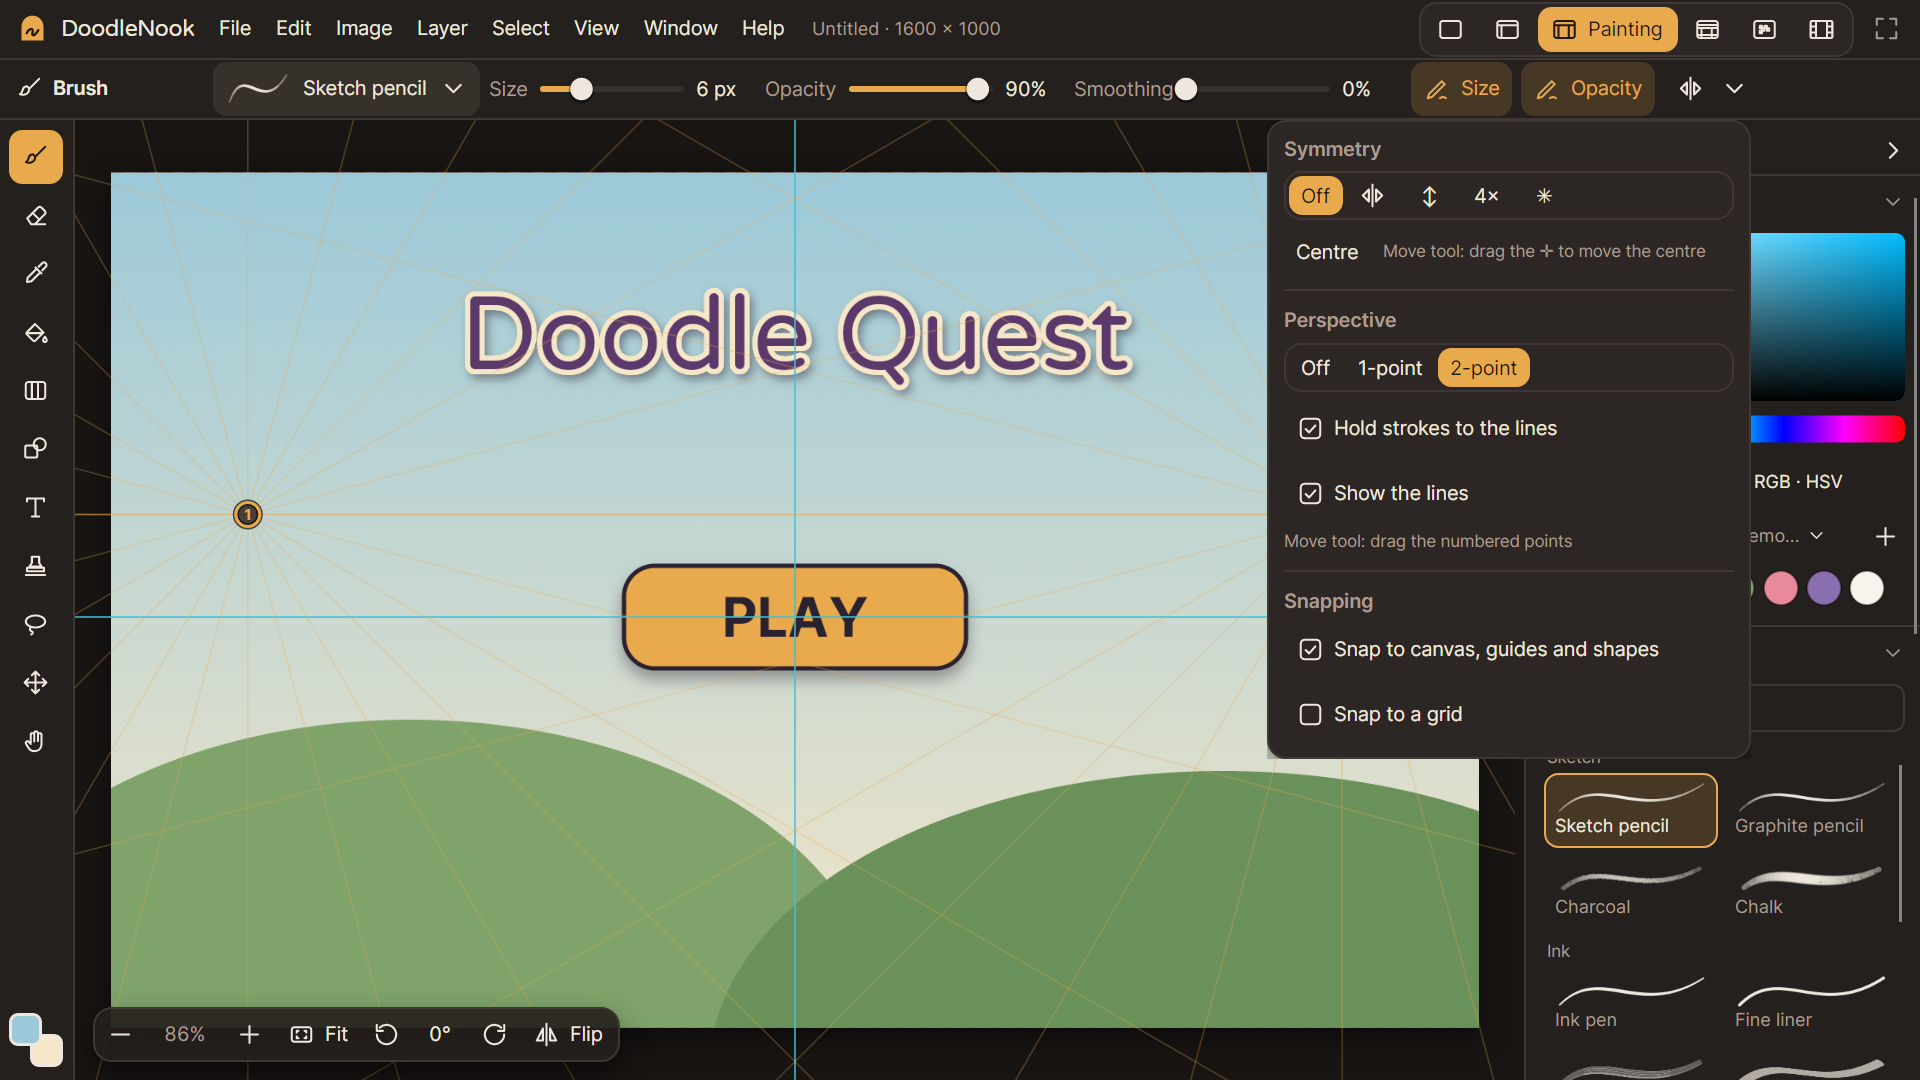 DoodleNook File Edit Image Layer Select View Window Help Untitled · 1600 × 1000 Painting
Brush Sketch pencil Size 6 px Opacity 90% Smoothing 0% Size Opacity
Symmetry
Off 4×
Centre Move tool: drag the ✛ to move the centre
Perspective
Off 1-point 2-point
Hold strokes to the lines
Show the lines
Move tool: drag the numbered points
Snapping
Snap to canvas, guides and shapes
Snap to a grid
Doodle Quest
1
PLAY
RGB · HSV
emo...
Sketch pencil Graphite pencil
Charcoal Chalk
Ink
Ink pen Fine liner
86% Fit 0° Flip